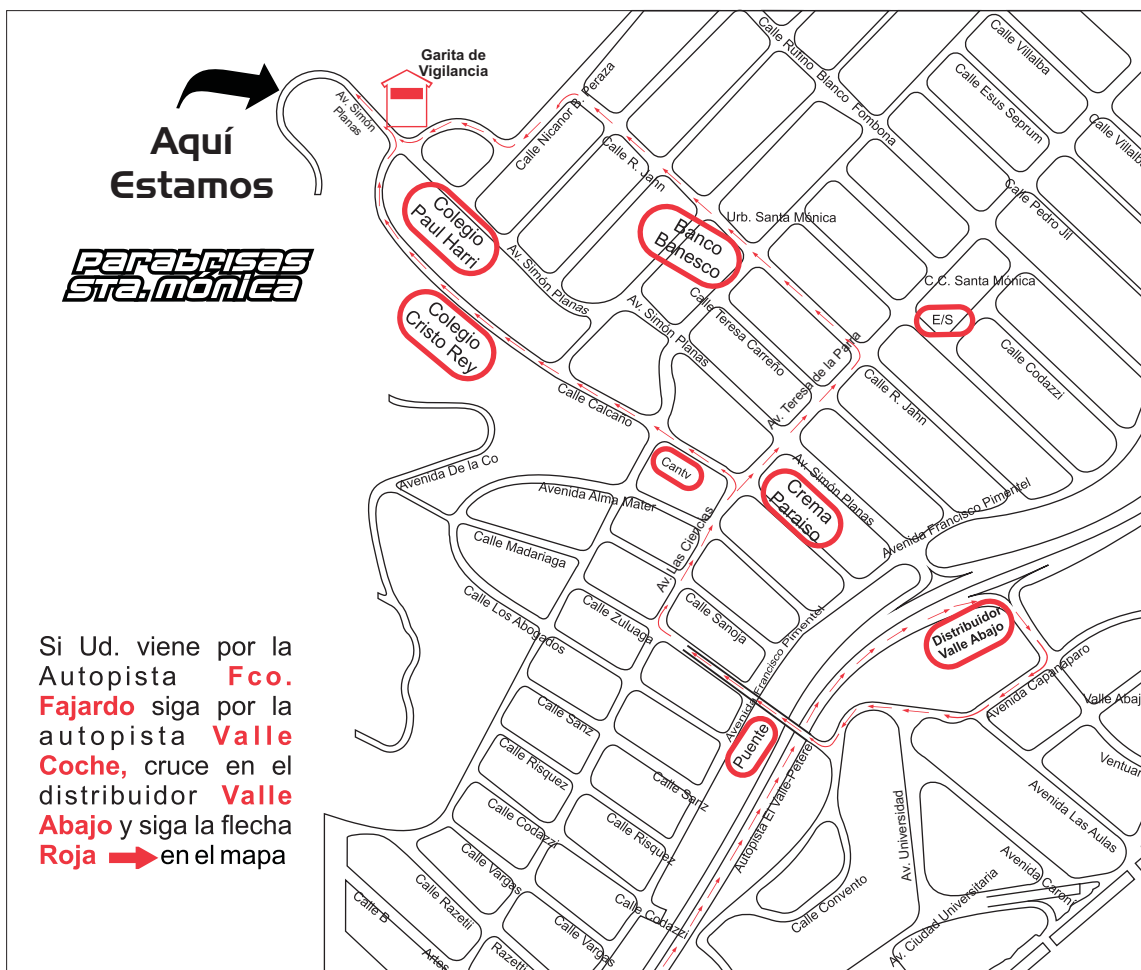 Garita de
Vigilancia
Aquí
Estamos
Parabrisas
Sta. Mónica
Av. Simón
Planas
Calle Nicanor B. Peraza
Calle Rufino Blanco Fombona
Calle Villalba
Calle Esus Seprum
Calle Villalba
Calle Pedro Jil
Calle R. Jahn
Colegio
Paul Harri
Banco
Banesco
Urb. Santa Mónica
C.C. Santa Mónica
E/S
Av. Simón Planas
Av. Simón Planas
Calle Teresa Carreño
Colegio
Cristo Rey
Av. Teresa de la Parra
Calle Codazzi
Calle R. Jahn
Calle Calcano
Cantv
Crema
Paraiso
Av. Simón Planas
Avenida Francisco Pimentel
Avenida De la Co
Avenida Alma Mater
Calle Madariaga
Av. Las Ciencias
Calle Los Abogados
Calle Zuluaga
Calle Sanoja
Avenida Francisco Pimentel
Distribuidor
Valle Abajo
Avenida Capanaparo
Valle Abaj
Ventuar
Puente
Calle Sanz
Calle Sanz
Calle Risquez
Calle Risquez
Calle Codazzi
Calle Codazzi
Calle Vargas
Calle Vargas
Calle Razetti
Razetti
Calle B
Artes
Autopista El Valle-Peterel
Av. Universidad
Calle Convento
Av. Ciudad Universitaria
Avenida Las Aulas
Avenida Caroni
Si Ud. viene por la
Autopista Fco.
Fajardo siga por la
autopista Valle
Coche, cruce en el
distribuidor Valle
Abajo y siga la flecha
Roja en el mapa